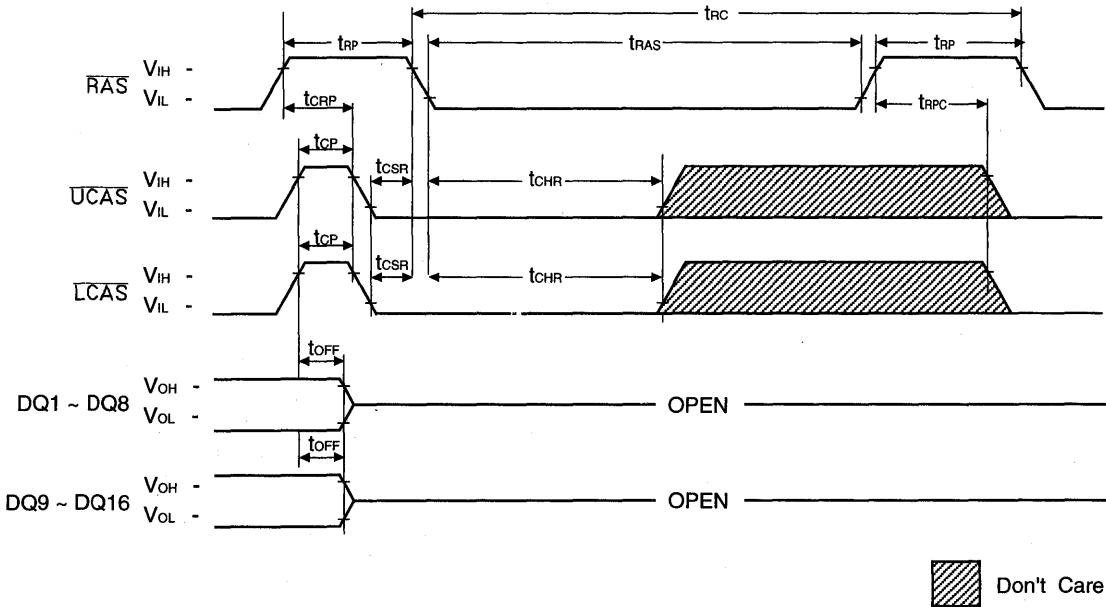 tRC
tRP tRAS tRP
RAS VIH -
VIL -
tCRP tRPC
tCP tCSR tCHR
UCAS VIH -
VIL -
tCP tCSR tCHR
LCAS VIH -
VIL -
tOFF
DQ1 ~ DQ8 VOH -
VOL -
OPEN
tOFF
DQ9 ~ DQ16 VOH -
VOL -
OPEN
Don't Care